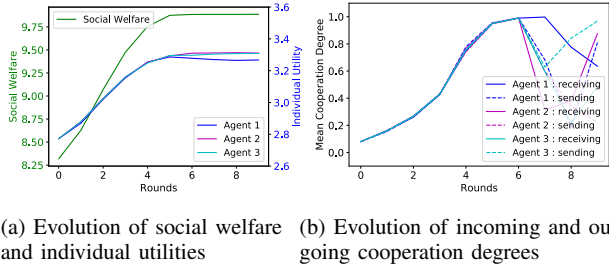 Social Welfare
9.75
9.50
9.25
9.00
8.75
8.50
8.25
Social Welfare
3.6
3.4
3.2
3.0
2.8
2.6
Individual Utility
Agent 1
Agent 2
Agent 3
0 2 4 6 8
Rounds
Mean Cooperation Degree
1.0
0.8
0.6
0.4
0.2
0.0
Agent 1 : receiving
Agent 1 : sending
Agent 2 : receiving
Agent 2 : sending
Agent 3 : receiving
Agent 3 : sending
0 2 4 6 8
Rounds
(a) Evolution of social welfare
and individual utilities
(b) Evolution of incoming and ou
going cooperation degrees